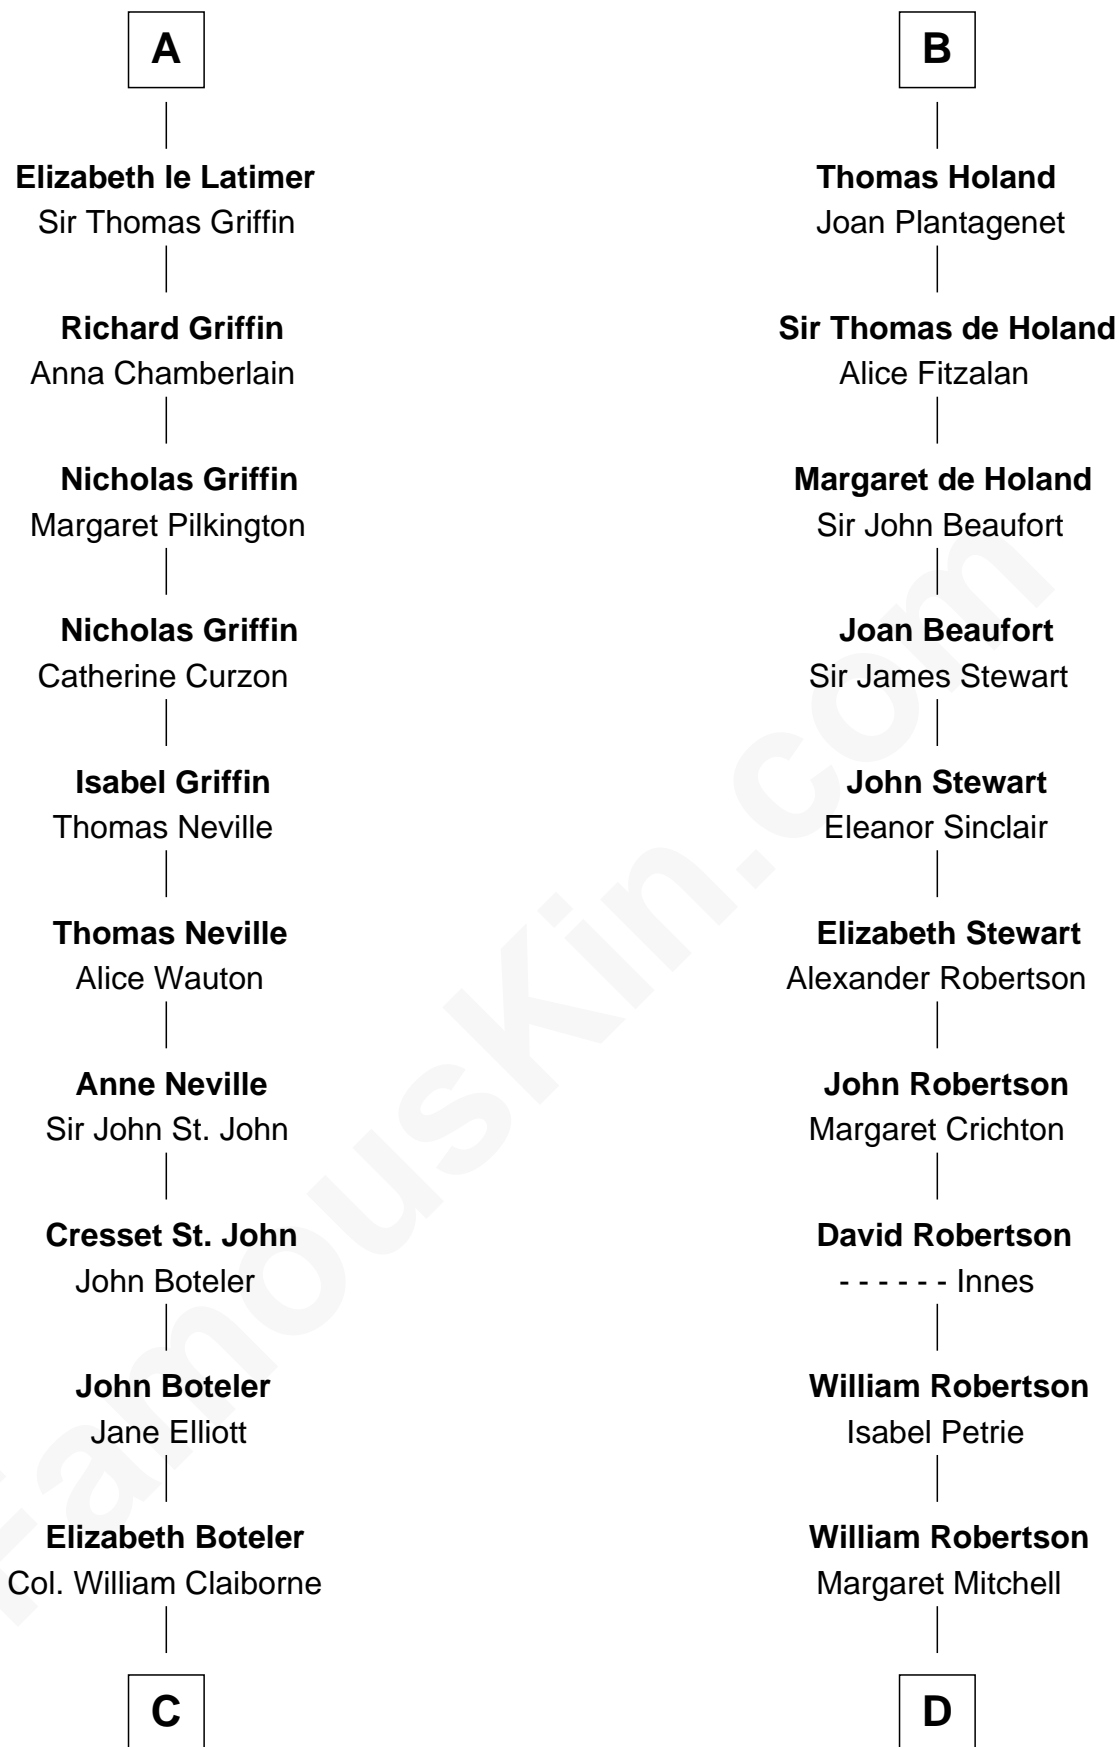 A
Elizabeth le Latimer
Sir Thomas Griffin
Richard Griffin
Anna Chamberlain
Nicholas Griffin
Margaret Pilkington
Nicholas Griffin
Catherine Curzon
Isabel Griffin
Thomas Neville
Thomas Neville
Alice Wauton
Anne Neville
Sir John St. John
Cresset St. John
John Boteler
John Boteler
Jane Elliott
Elizabeth Boteler
Col. William Claiborne
C
B
Thomas Holand
Joan Plantagenet
Sir Thomas de Holand
Alice Fitzalan
Margaret de Holand
Sir John Beaufort
Joan Beaufort
Sir James Stewart
John Stewart
Eleanor Sinclair
Elizabeth Stewart
Alexander Robertson
John Robertson
Margaret Crichton
David Robertson
- - - - - - Innes
William Robertson
Isabel Petrie
William Robertson
Margaret Mitchell
D
FamousKin.com